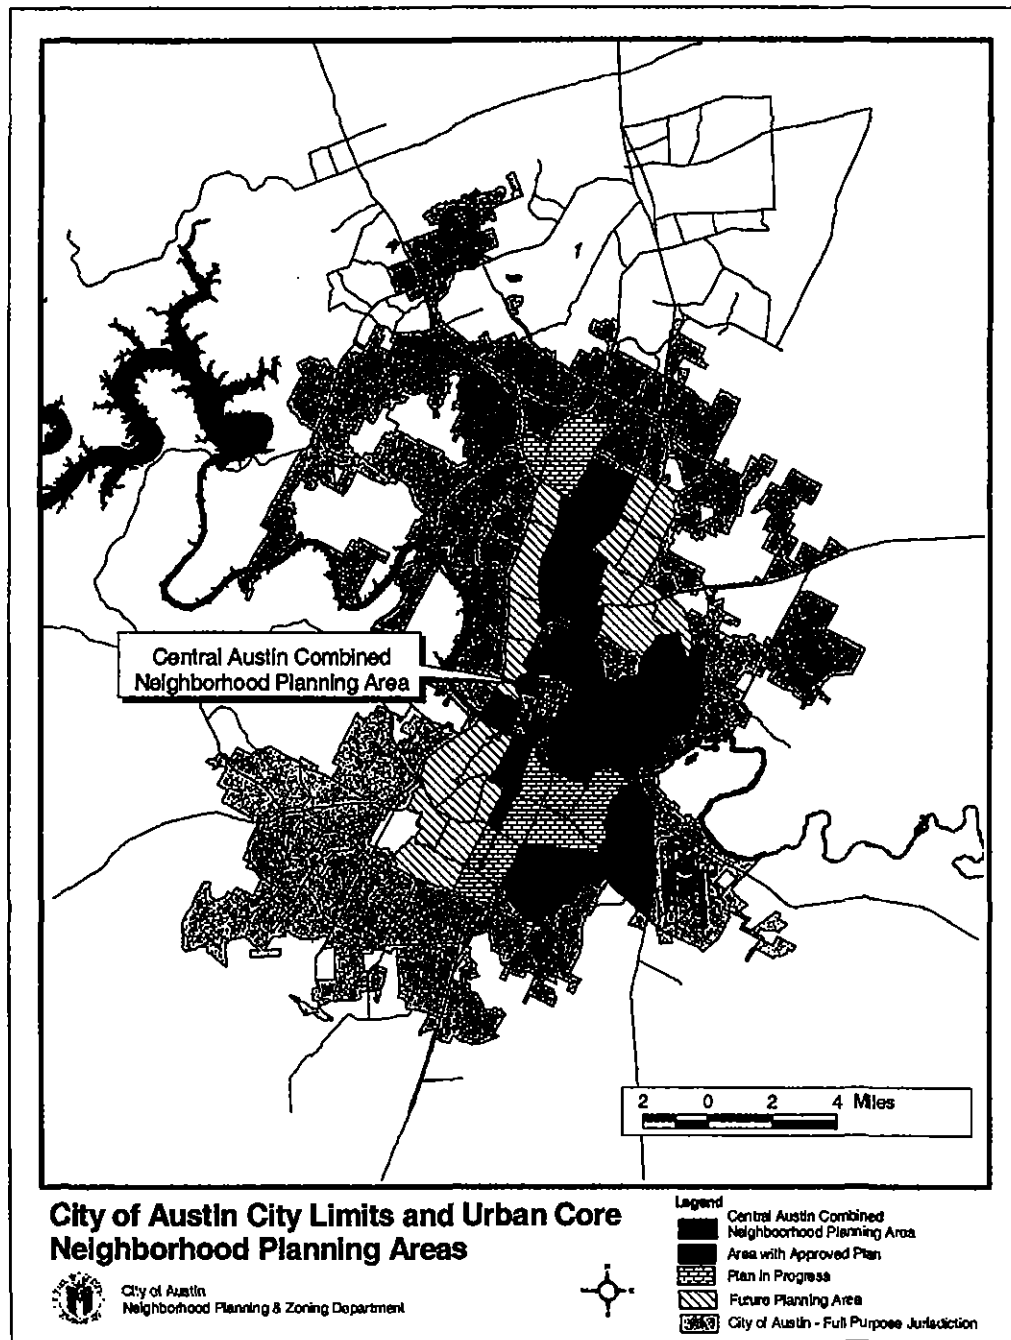 Central Austin Combined
Neighborhood Planning Area
2 0 2 4 Miles
City of Austin City Limits and Urban Core
Neighborhood Planning Areas
City of Austin
Neighborhood Planning & Zoning Department
Legend
Central Austin Combined
Neighborhood Planning Area
Area with Approved Plan
Plan in Progress
Future Planning Area
City of Austin - Full Purpose Jurisdiction